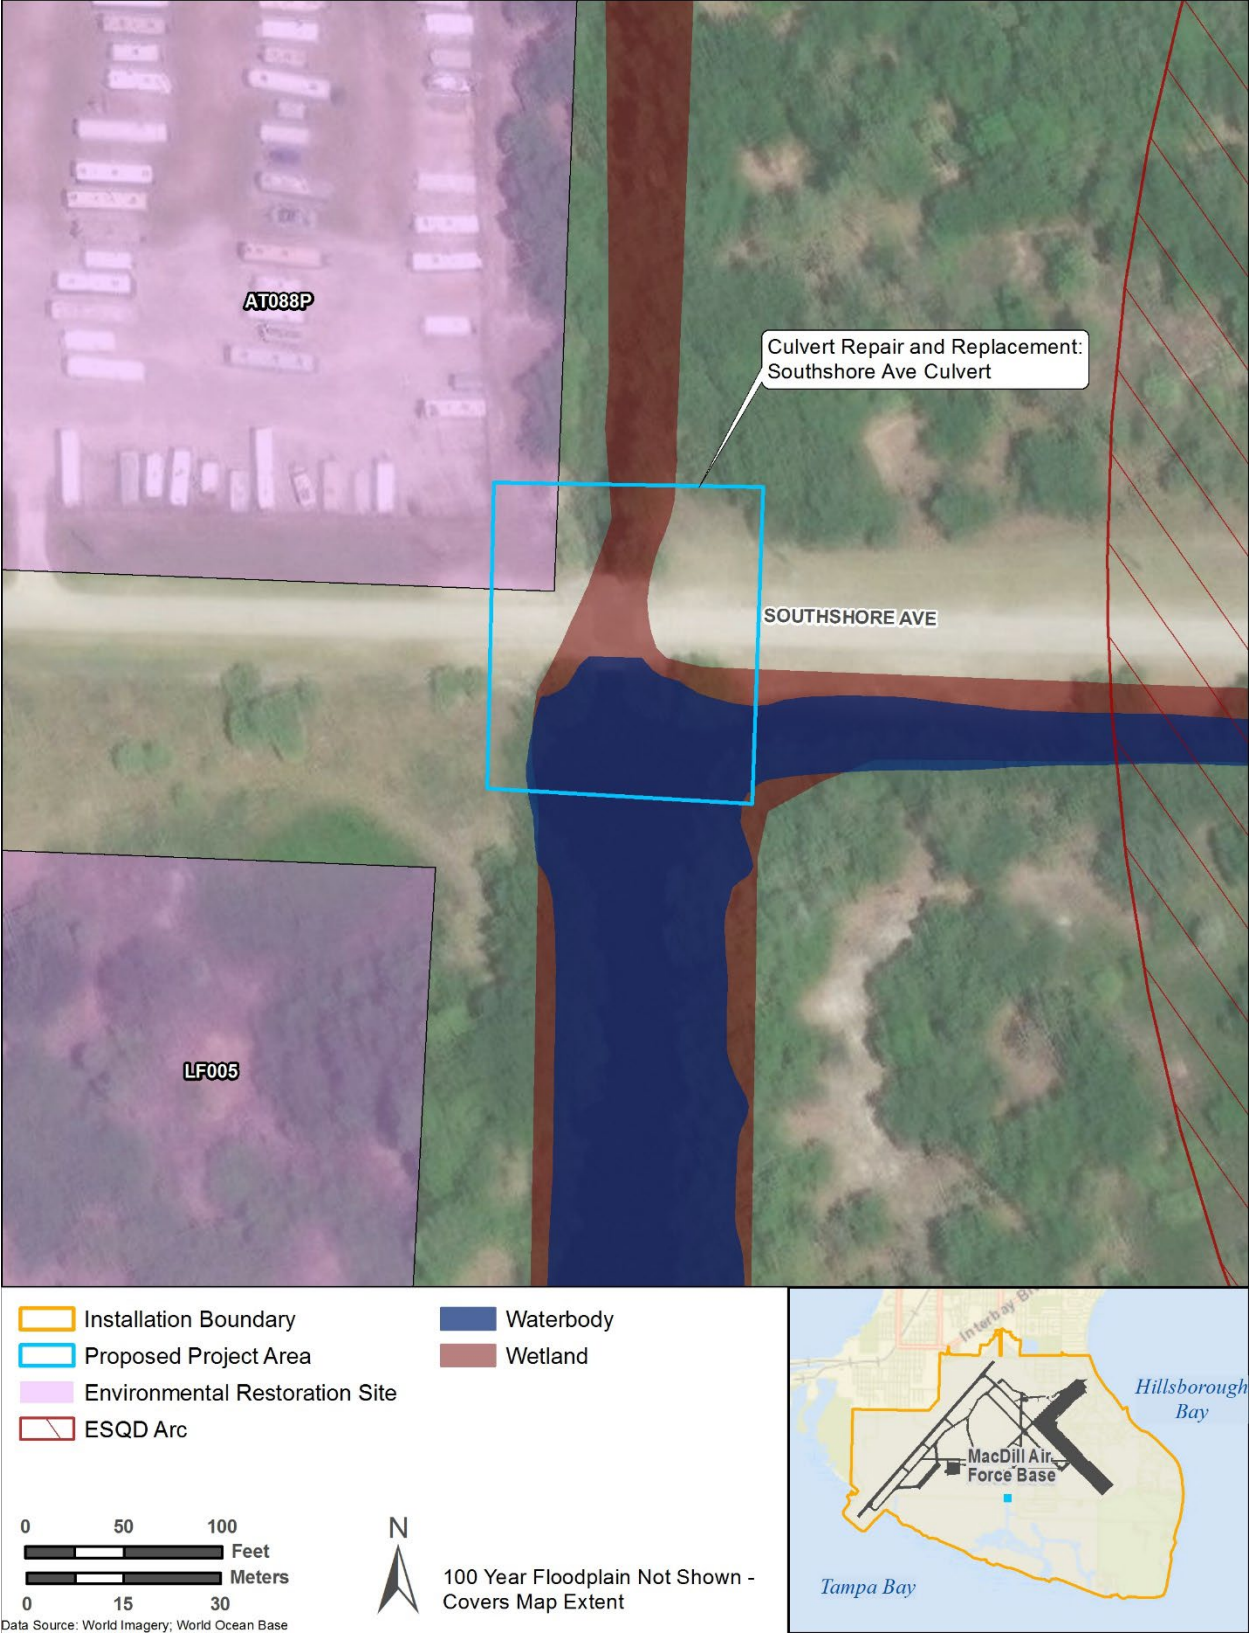 AT088P
Culvert Repair and Replacement:
Southshore Ave Culvert
SOUTHSHORE AVE
LF005
Installation Boundary
Proposed Project Area
Environmental Restoration Site
ESQD Arc
Waterbody
Wetland
0 50 100
Feet
Meters
0 15 30
Data Source: World Imagery; World Ocean Base
N
100 Year Floodplain Not Shown -
Covers Map Extent
Interbay
Hillsborough
Bay
MacDill Air
Force Base
Tampa Bay